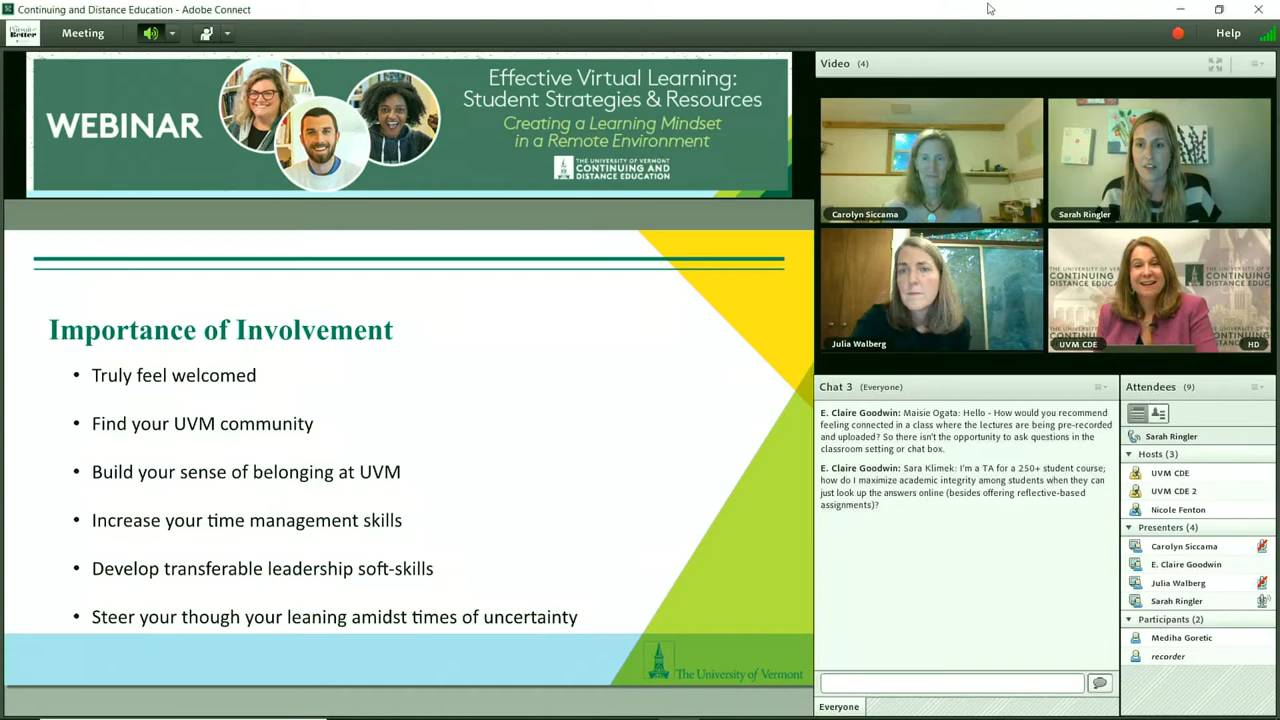 Continuing and Distance Education - Adobe Connect
Pursuit
Better
Meeting
Help
WEBINAR
Effective Virtual Learning:
Student Strategies & Resources
Creating a Learning Mindset
in a Remote Environment
THE UNIVERSITY OF VERMONT
CONTINUING AND
DISTANCE EDUCATION
Importance of Involvement
• Truly feel welcomed
• Find your UVM community
• Build your sense of belonging at UVM
• Increase your time management skills
• Develop transferable leadership soft-skills
• Steer your though your leaning amidst times of uncertainty
The University of Vermont
Video (4)
Carolyn Siccama
Sarah Ringler
Julia Walberg
THE UNIVERSITY OF VERMONT
CONTINUING
DISTANCE EDUCA
UVM CDE
HD
Chat 3 (Everyone)
E. Claire Goodwin: Maisie Ogata: Hello - How would you recommend
feeling connected in a class where the lectures are being pre-recorded
and uploaded? So there isn't the opportunity to ask questions in the
classroom setting or chat box.
E. Claire Goodwin: Sara Klimek: I'm a TA for a 250+ student course;
how do I maximize academic integrity among students when they can
just look up the answers online (besides offering reflective-based
assignments)?
Everyone
Attendees (9)
Sarah Ringler
Hosts (3)
UVM CDE
UVM CDE 2
Nicole Fenton
Presenters (4)
Carolyn Siccama
E. Claire Goodwin
Julia Walberg
Sarah Ringler
Participants (2)
Mediha Goretic
recorder